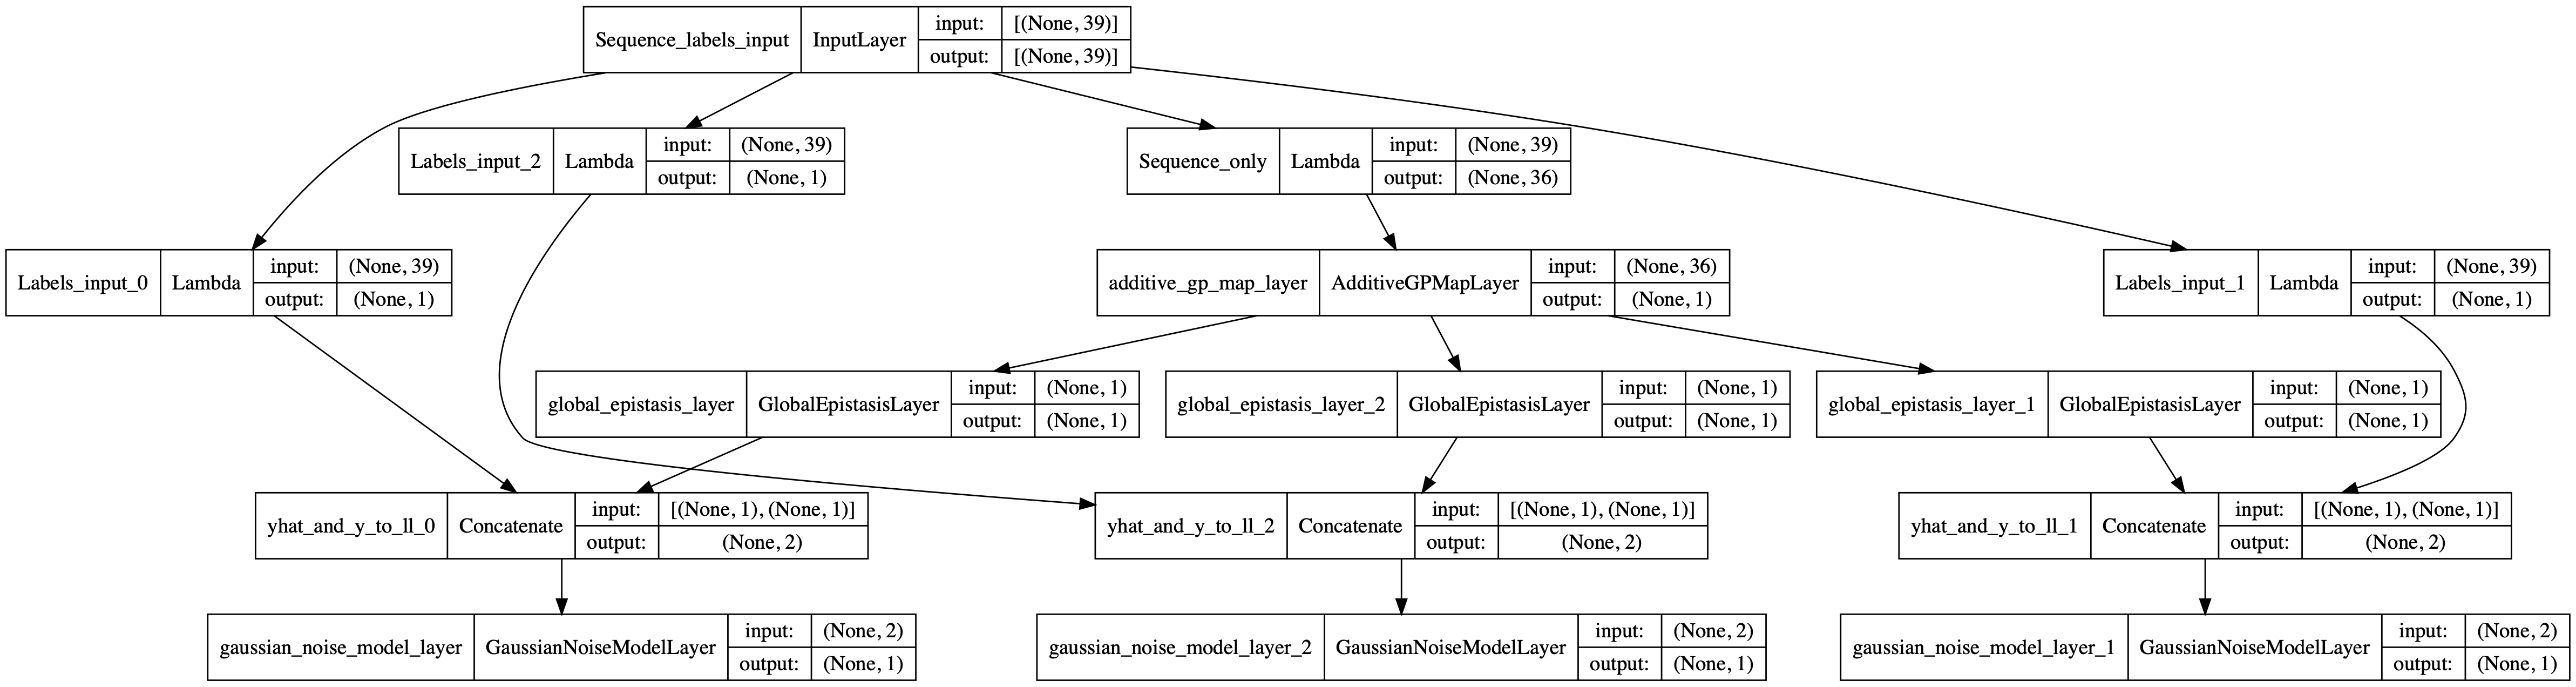 Sequence_labels_input InputLayer input: [(None, 39)]
output: [(None, 39)]
Labels_input_2 Lambda input: (None, 39)
output: (None, 1)
Sequence_only Lambda input: (None, 39)
output: (None, 36)
Labels_input_0 Lambda input: (None, 39)
output: (None, 1)
additive_gp_map_layer AdditiveGPMapLayer input: (None, 36)
output: (None, 1)
Labels_input_1 Lambda input: (None, 39)
output: (None, 1)
global_epistasis_layer GlobalEpistasisLayer input: (None, 1)
output: (None, 1)
global_epistasis_layer_2 GlobalEpistasisLayer input: (None, 1)
output: (None, 1)
global_epistasis_layer_1 GlobalEpistasisLayer input: (None, 1)
output: (None, 1)
yhat_and_y_to_ll_0 Concatenate input: [(None, 1), (None, 1)]
output: (None, 2)
yhat_and_y_to_ll_2 Concatenate input: [(None, 1), (None, 1)]
output: (None, 2)
yhat_and_y_to_ll_1 Concatenate input: [(None, 1), (None, 1)]
output: (None, 2)
gaussian_noise_model_layer GaussianNoiseModelLayer input: (None, 2)
output: (None, 1)
gaussian_noise_model_layer_2 GaussianNoiseModelLayer input: (None, 2)
output: (None, 1)
gaussian_noise_model_layer_1 GaussianNoiseModelLayer input: (None, 2)
output: (None, 1)